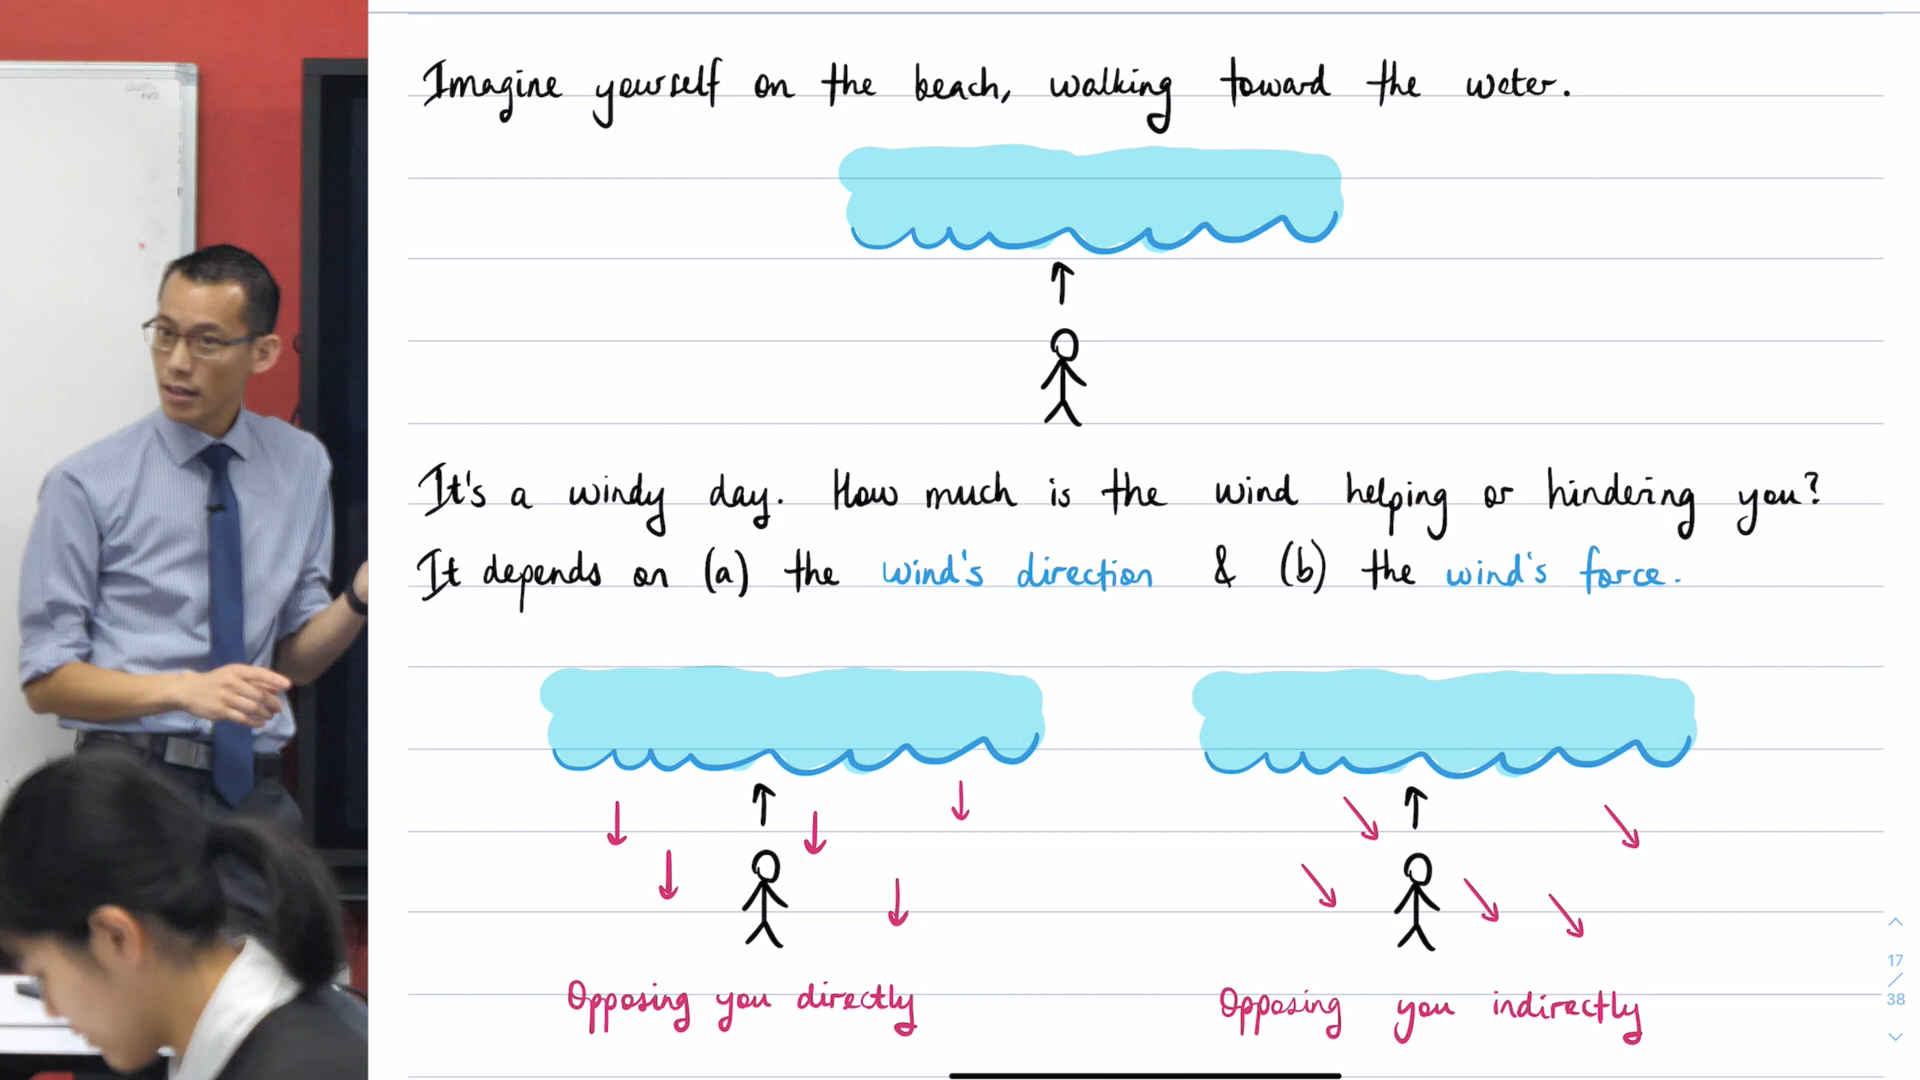 Imagine yourself on the beach, walking toward the water.
It's a windy day. How much is the wind helping or hindering you?
It depends on (a) the wind's direction & (b) the wind's force.
Opposing you directly
Opposing you indirectly
17
/
38